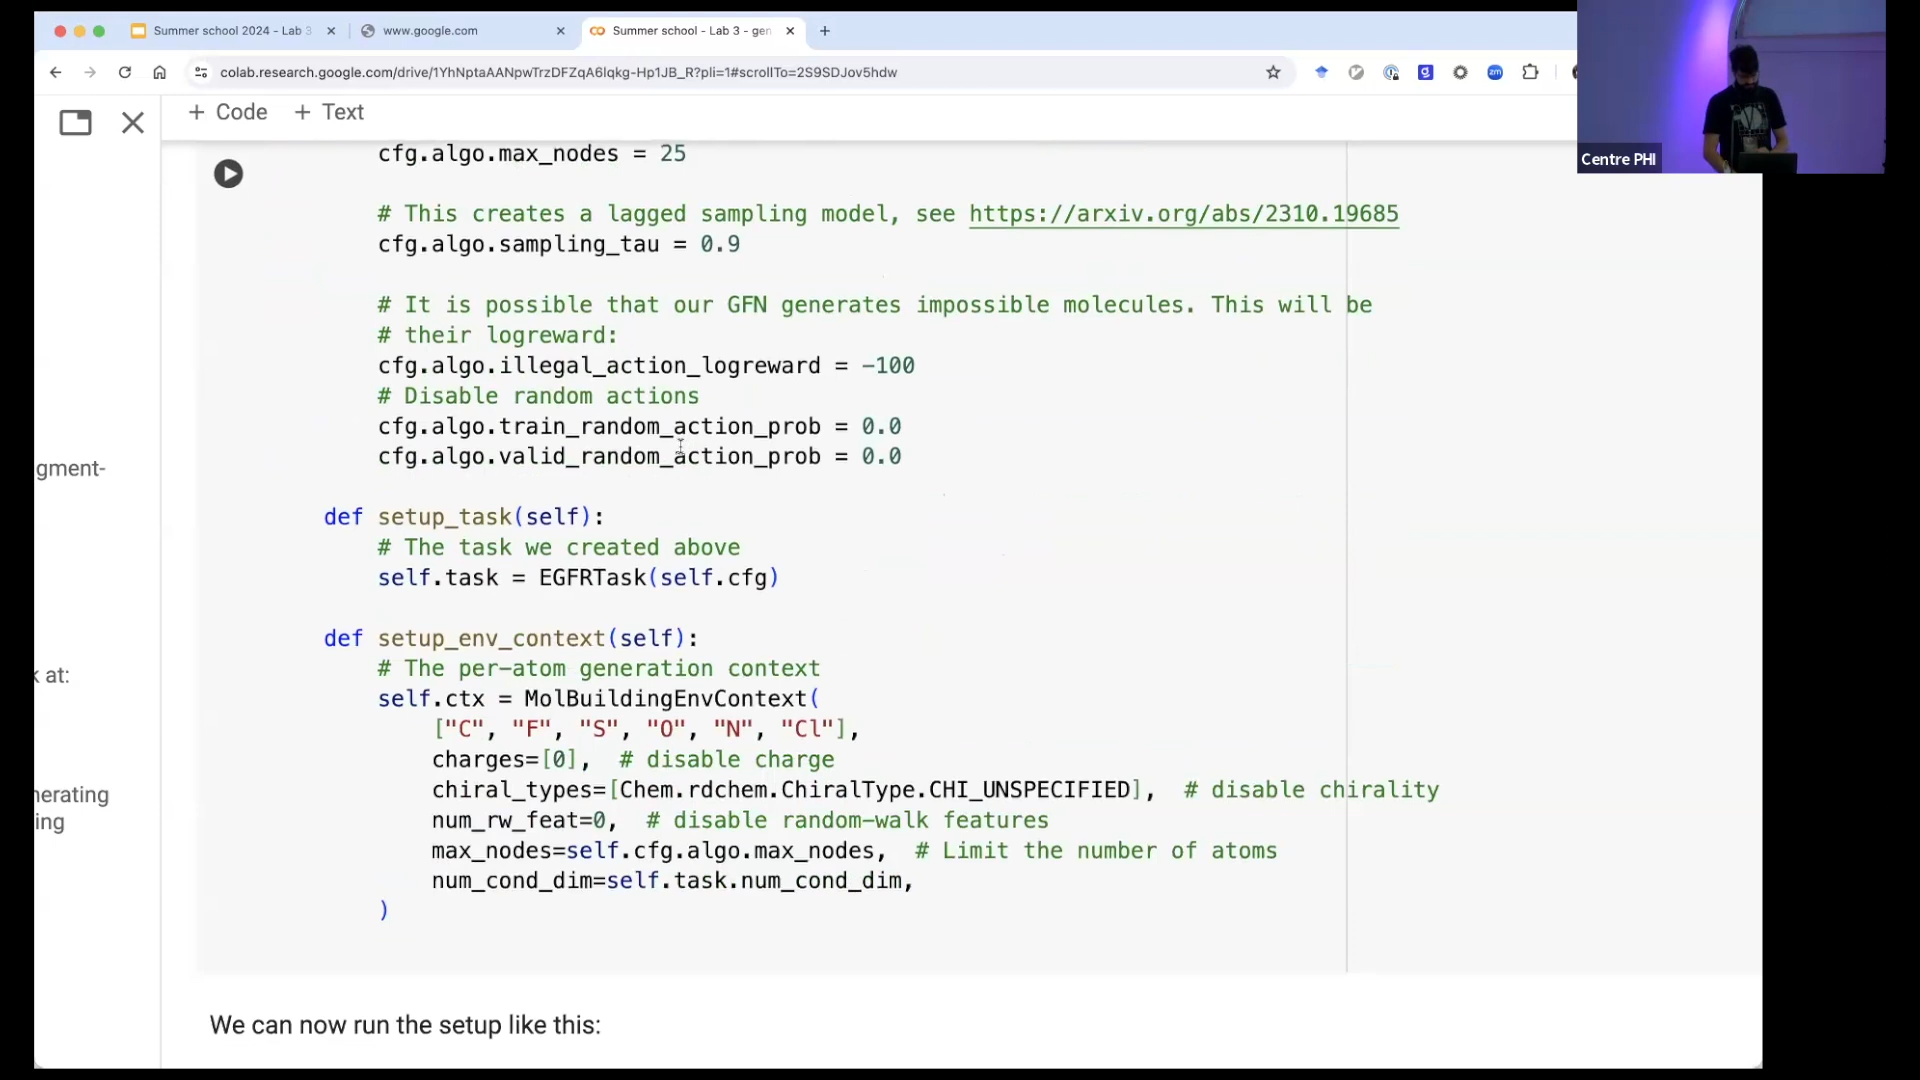 Summer school 2024 - Lab 3
www.google.com
Summer school - Lab 3 - gen
colab.research.google.com/drive/1YhNptaAANpwTrzDFZqA6lqkg-Hp1JB_R?pli=1#scrollTo=2S9SDJov5hdw
+ Code + Text
Centre PHI
cfg.algo.max_nodes = 25
# This creates a lagged sampling model, see https://arxiv.org/abs/2310.19685
cfg.algo.sampling_tau = 0.9
# It is possible that our GFN generates impossible molecules. This will be
# their logreward:
cfg.algo.illegal_action_logreward = -100
# Disable random actions
cfg.algo.train_random_action_prob = 0.0
cfg.algo.valid_random_action_prob = 0.0
def setup_task(self):
# The task we created above
self.task = EGFRTask(self.cfg)
def setup_env_context(self):
# The per-atom generation context
self.ctx = MolBuildingEnvContext(
["C", "F", "S", "O", "N", "Cl"],
charges=[0], # disable charge
chiral_types=[Chem.rdchem.ChiralType.CHI_UNSPECIFIED], # disable chirality
num_rw_feat=0, # disable random-walk features
max_nodes=self.cfg.algo.max_nodes, # Limit the number of atoms
num_cond_dim=self.task.num_cond_dim,
)
We can now run the setup like this:
gment-
k at:
nerating
ing